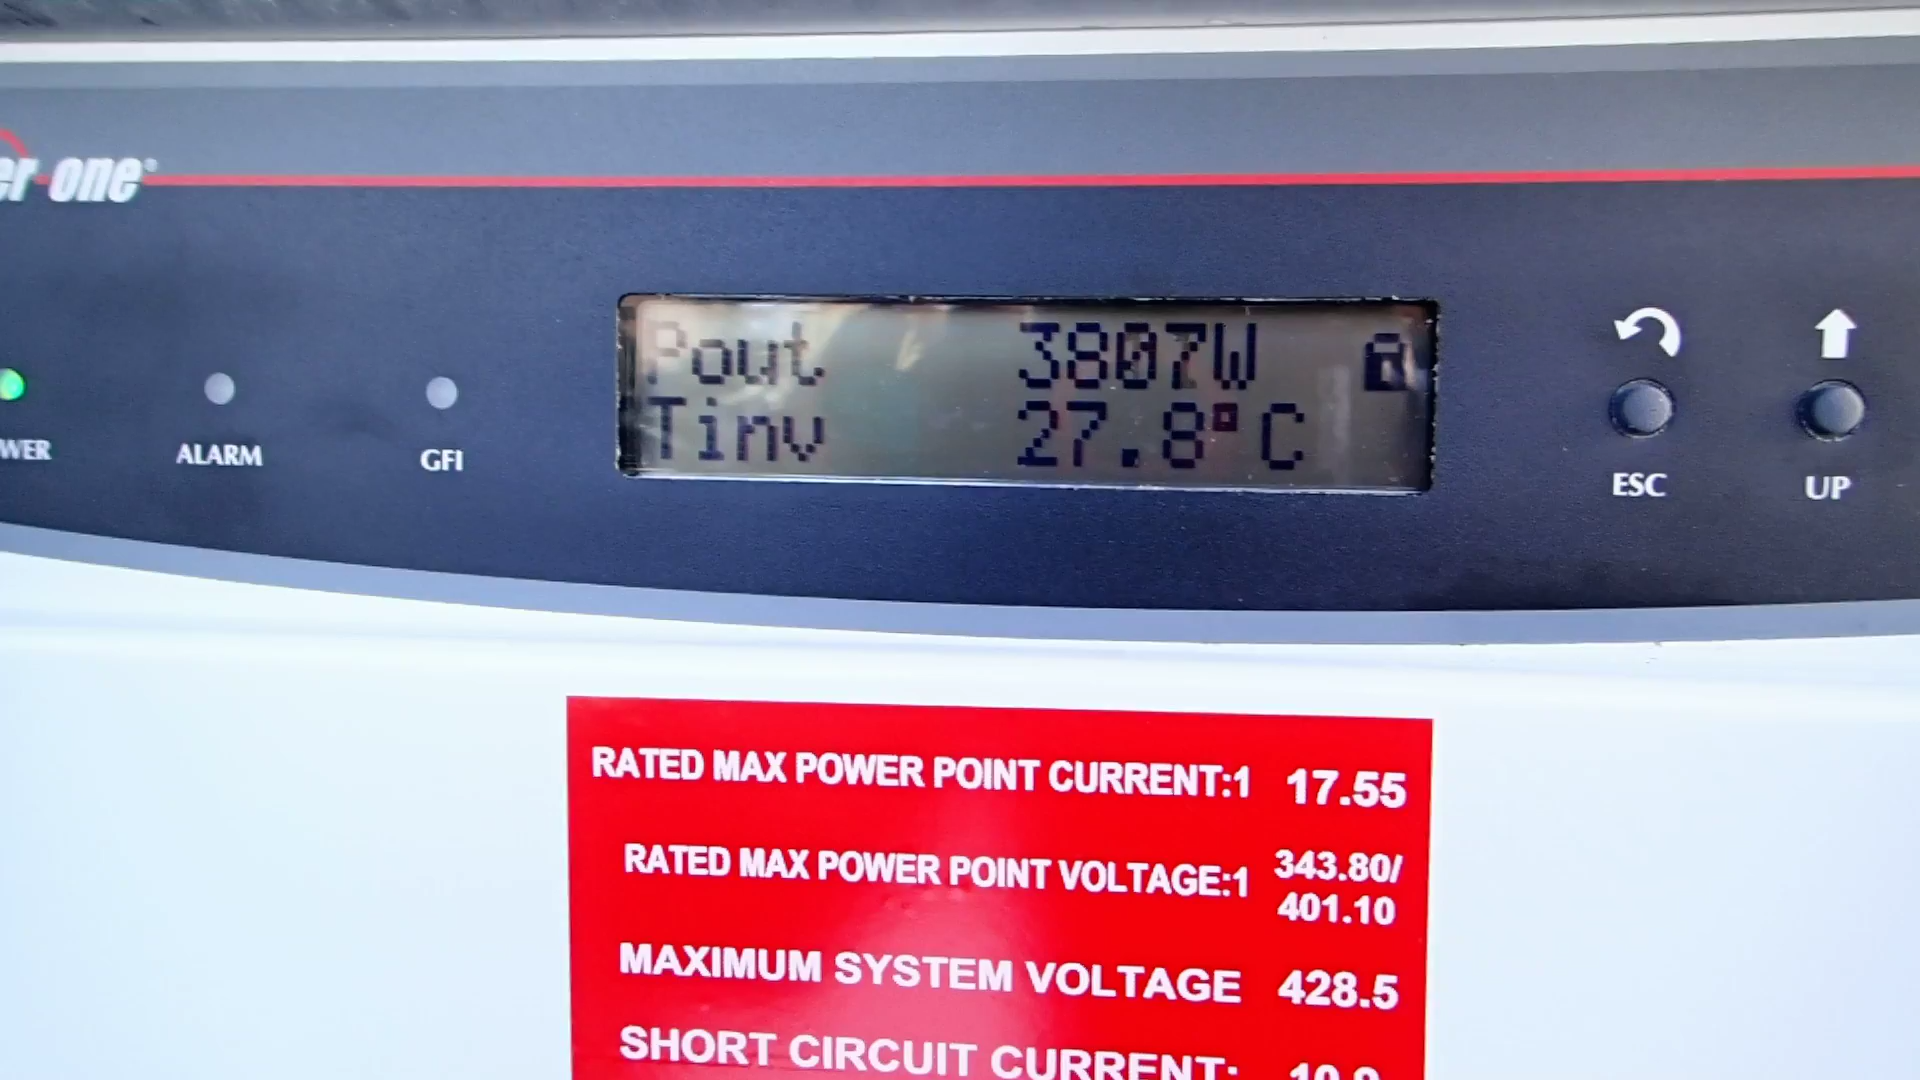 er-one
Pout 3807W
Tinv 27.8°C
WER
ALARM
GFI
ESC
UP
RATED MAX POWER POINT CURRENT:1 17.55
RATED MAX POWER POINT VOLTAGE:1 343.80/
401.10
MAXIMUM SYSTEM VOLTAGE 428.5
SHORT CIRCUIT CURRENT: